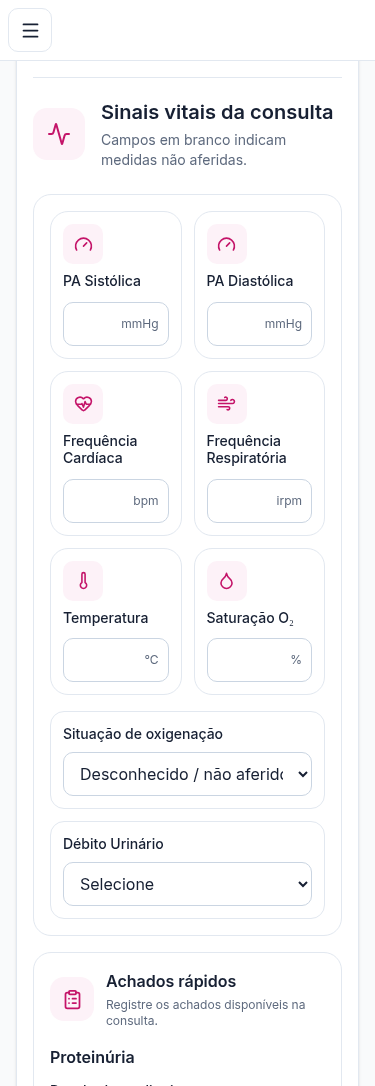 Sinais vitais da consulta
Campos em branco indicam
medidas não aferidas.
PA Sistólica
mmHg
PA Diastólica
mmHg
Frequência
Cardíaca
bpm
Frequência
Respiratória
irpm
Temperatura
°C
Saturação O₂
%
Situação de oxigenação
Desconhecido / não aferido
Débito Urinário
Selecione
Achados rápidos
Registre os achados disponíveis na
consulta.
Proteinúria